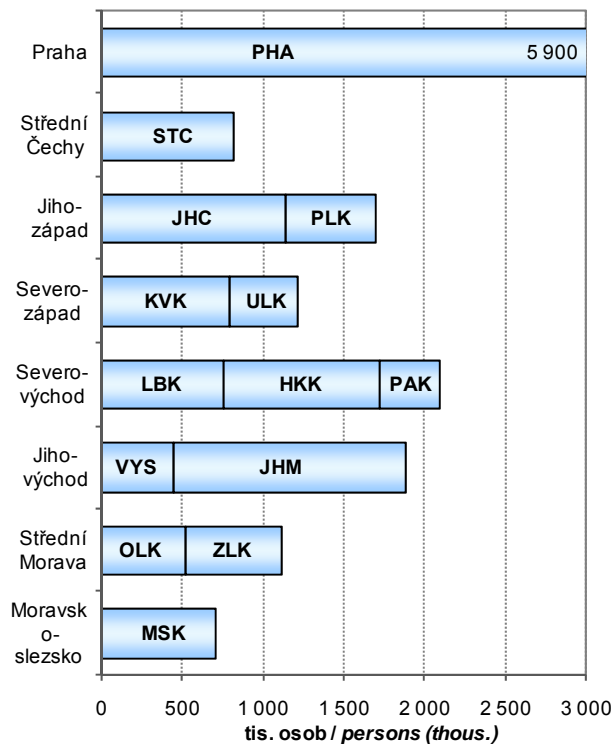 Praha
PHA
5 900
Střední
Čechy
STC
Jiho-
západ
JHC
PLK
Severo-
západ
KVK
ULK
Severo-
východ
LBK
HKK
PAK
Jiho-
východ
VYS
JHM
Střední
Morava
OLK
ZLK
Moravsk
o-
slezsko
MSK
0 500 1 000 1 500 2 000 2 500 3 000
tis. osob / persons (thous.)